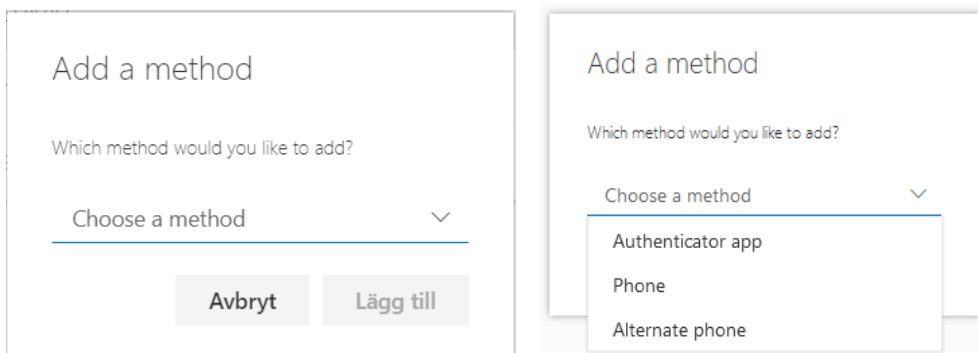 Add a method
Which method would you like to add?
Choose a method
Avbryt
Lägg till
Add a method
Which method would you like to add?
Choose a method
Authenticator app
Phone
Alternate phone